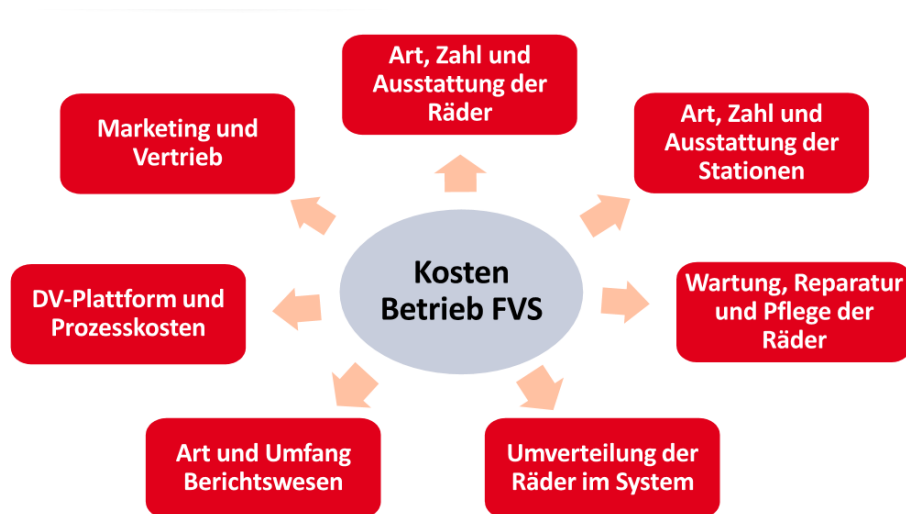 Art, Zahl und
Ausstattung der
Räder
Marketing und
Vertrieb
Art, Zahl und
Ausstattung der
Stationen
Kosten
Betrieb FVS
DV-Plattform und
Prozesskosten
Wartung, Reparatur
und Pflege der
Räder
Art und Umfang
Berichtswesen
Umverteilung der
Räder im System